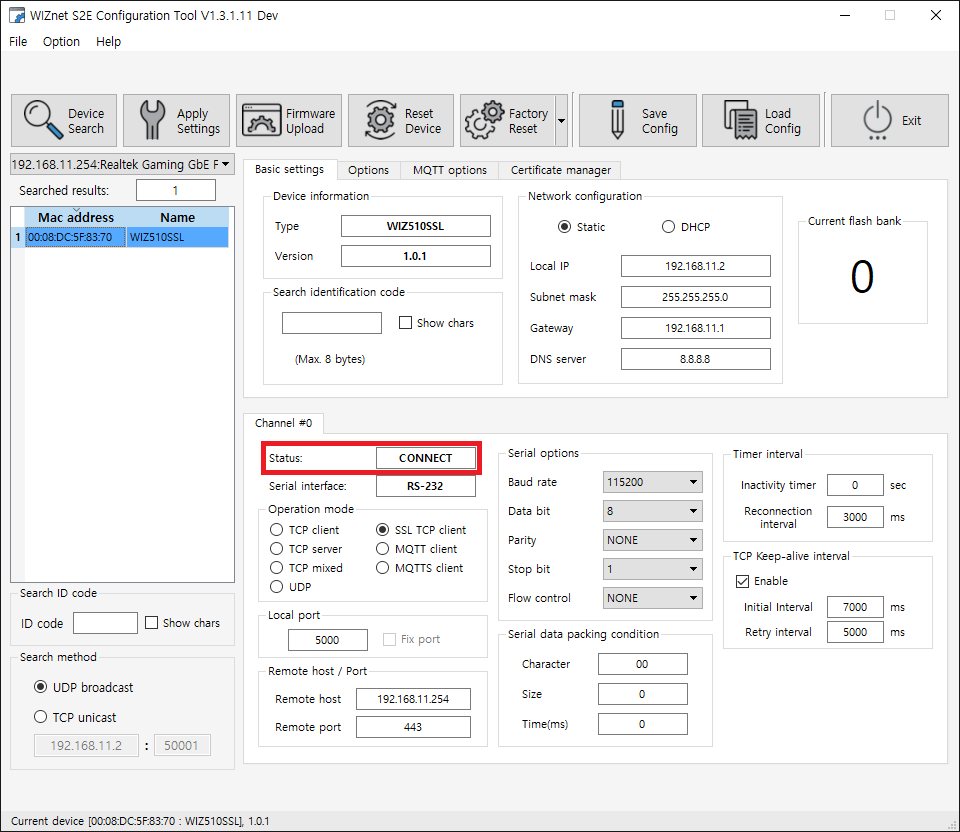 WIZnet S2E Configuration Tool V1.3.1.11 Dev
File Option Help
Device Search
Apply Settings
Firmware Upload
Reset Device
Factory Reset
Save Config
Load Config
Exit
192.168.11.254:Realtek Gaming GbE F
Searched results: 1
Mac address Name
1 00:08:DC:5F:83:70 WIZ510SSL
Search ID code
ID code Show chars
Search method
UDP broadcast
TCP unicast
192.168.11.2 : 50001
Basic settings Options MQTT options Certificate manager
Device information
Type WIZ510SSL
Version 1.0.1
Search identification code
Show chars
(Max. 8 bytes)
Network configuration
Static DHCP
Local IP 192.168.11.2
Subnet mask 255.255.255.0
Gateway 192.168.11.1
DNS server 8.8.8.8
Current flash bank
0
Channel #0
Status: CONNECT
Serial interface: RS-232
Operation mode
TCP client SSL TCP client
TCP server MQTT client
TCP mixed MQTTS client
UDP
Local port
5000 Fix port
Remote host / Port
Remote host 192.168.11.254
Remote port 443
Serial options
Baud rate 115200
Data bit 8
Parity NONE
Stop bit 1
Flow control NONE
Serial data packing condition
Character 00
Size 0
Time(ms) 0
Timer interval
Inactivity timer 0 sec
Reconnection interval 3000 ms
TCP Keep-alive interval
Enable
Initial Interval 7000 ms
Retry interval 5000 ms
Current device [00:08:DC:5F:83:70 : WIZ510SSL], 1.0.1